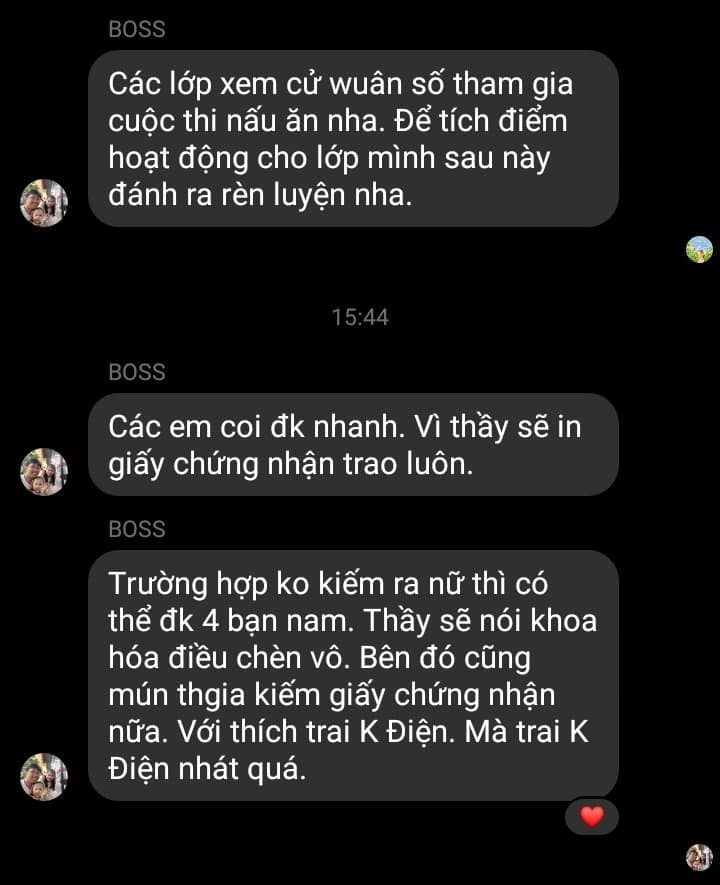 BOSS
Các lớp xem cử wuân số tham gia
cuộc thi nấu ăn nha. Để tích điểm
hoạt động cho lớp mình sau này
đánh ra rèn luyện nha.
15:44
BOSS
Các em coi đk nhanh. Vì thầy sẽ in
giấy chứng nhận trao luôn.
BOSS
Trường hợp ko kiếm ra nữ thì có
thể đk 4 bạn nam. Thầy sẽ nói khoa
hóa điều chèn vô. Bên đó cũng
mún thgia kiếm giấy chứng nhận
nữa. Với thích trai K Điện. Mà trai K
Điện nhát quá.